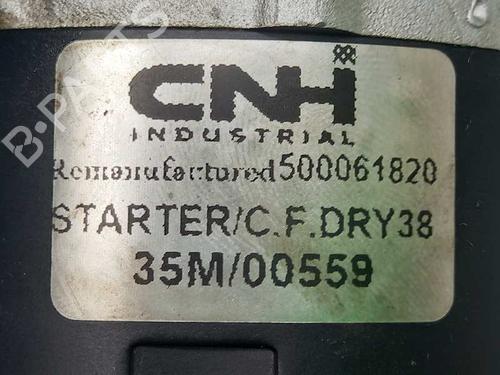 CNH
INDUSTRIAL
Remanufactured 500061820
STARTER/C.F.DRY38
35M/00559
B-PARTS